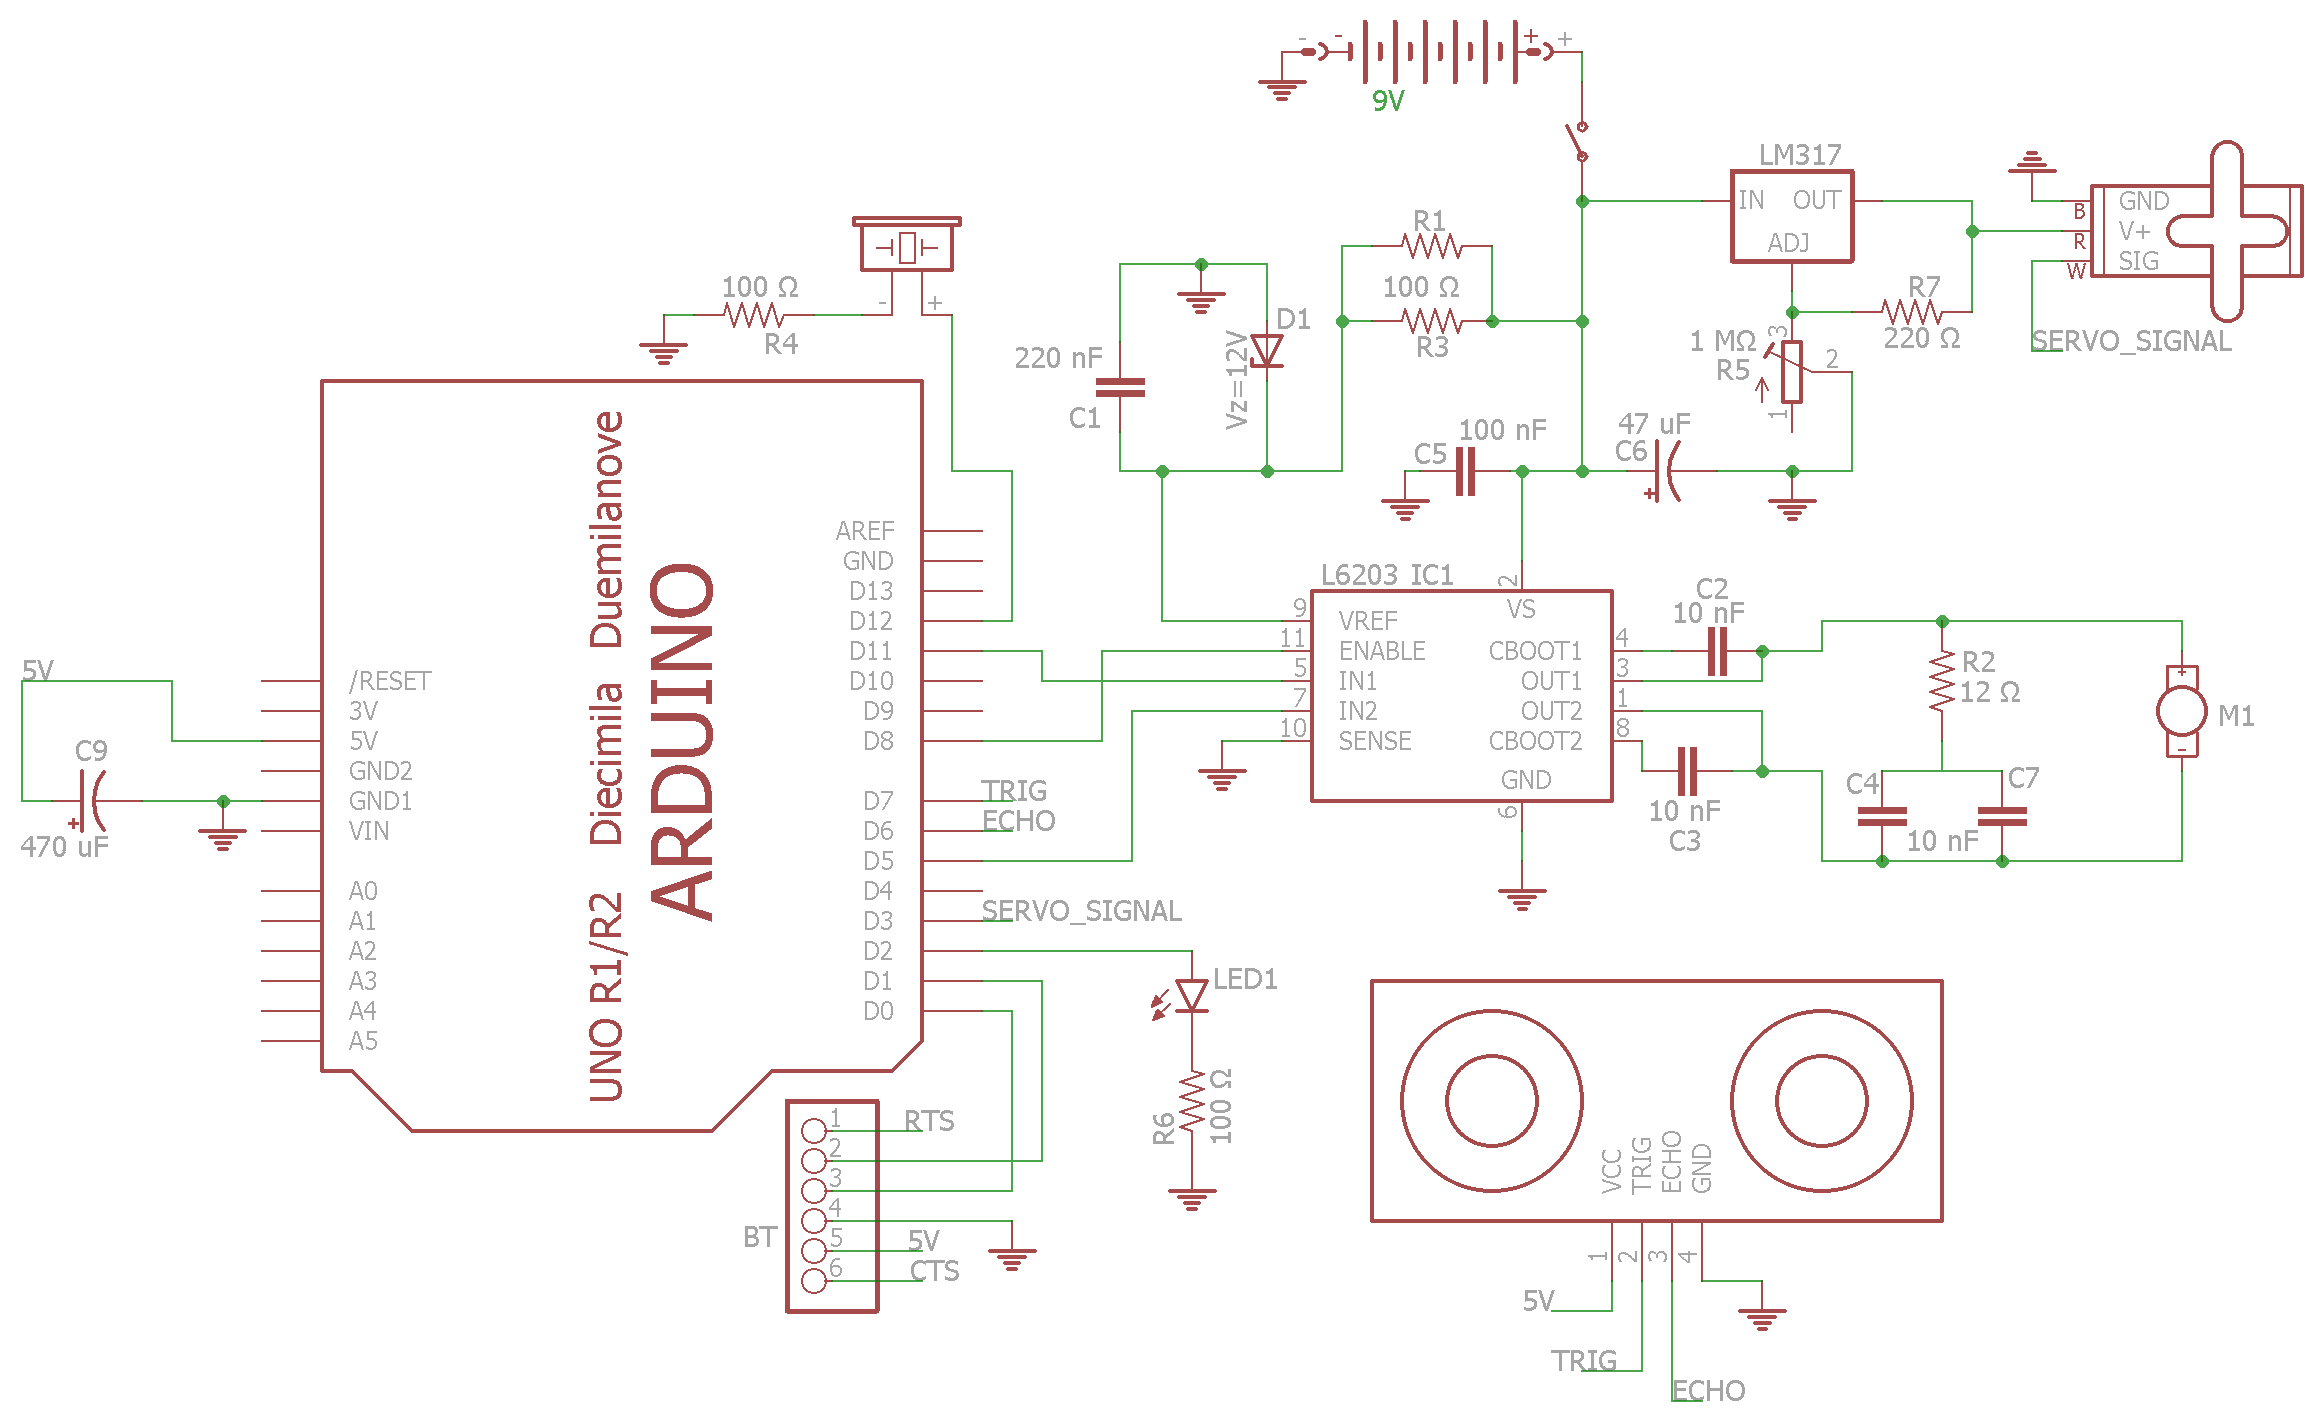 - - + +
9V
LM317
IN OUT
ADJ
GND
V+
SIG
B
R
W
SERVO_SIGNAL
R7
220 Ω
1 MΩ
R5
3
2
1
R1
100 Ω
R3
D1
Vz=12V
220 nF
C1
100 nF
C5
47 uF
C6
+
100 Ω
R4
- +
UNO R1/R2 Diecimila Duemilanove
ARDUINO
AREF
GND
D13
D12
D11
D10
D9
D8
D7
D6
D5
D4
D3
D2
D1
D0
/RESET
3V
5V
GND2
GND1
VIN
A0
A1
A2
A3
A4
A5
5V
C9
+
470 uF
TRIG
ECHO
SERVO_SIGNAL
L6203 IC1
2
VS
9 VREF
11 ENABLE
5 IN1
7 IN2
10 SENSE
CBOOT1 4
OUT1 3
OUT2 1
CBOOT2 8
GND
6
C2
10 nF
10 nF
C3
R2
12 Ω
C4
C7
10 nF
+
M1
-
LED1
R6
100 Ω
BT
1 RTS
2
3
4
5 5V
6 CTS
VCC
TRIG
ECHO
GND
1
2
3
4
5V
TRIG
ECHO